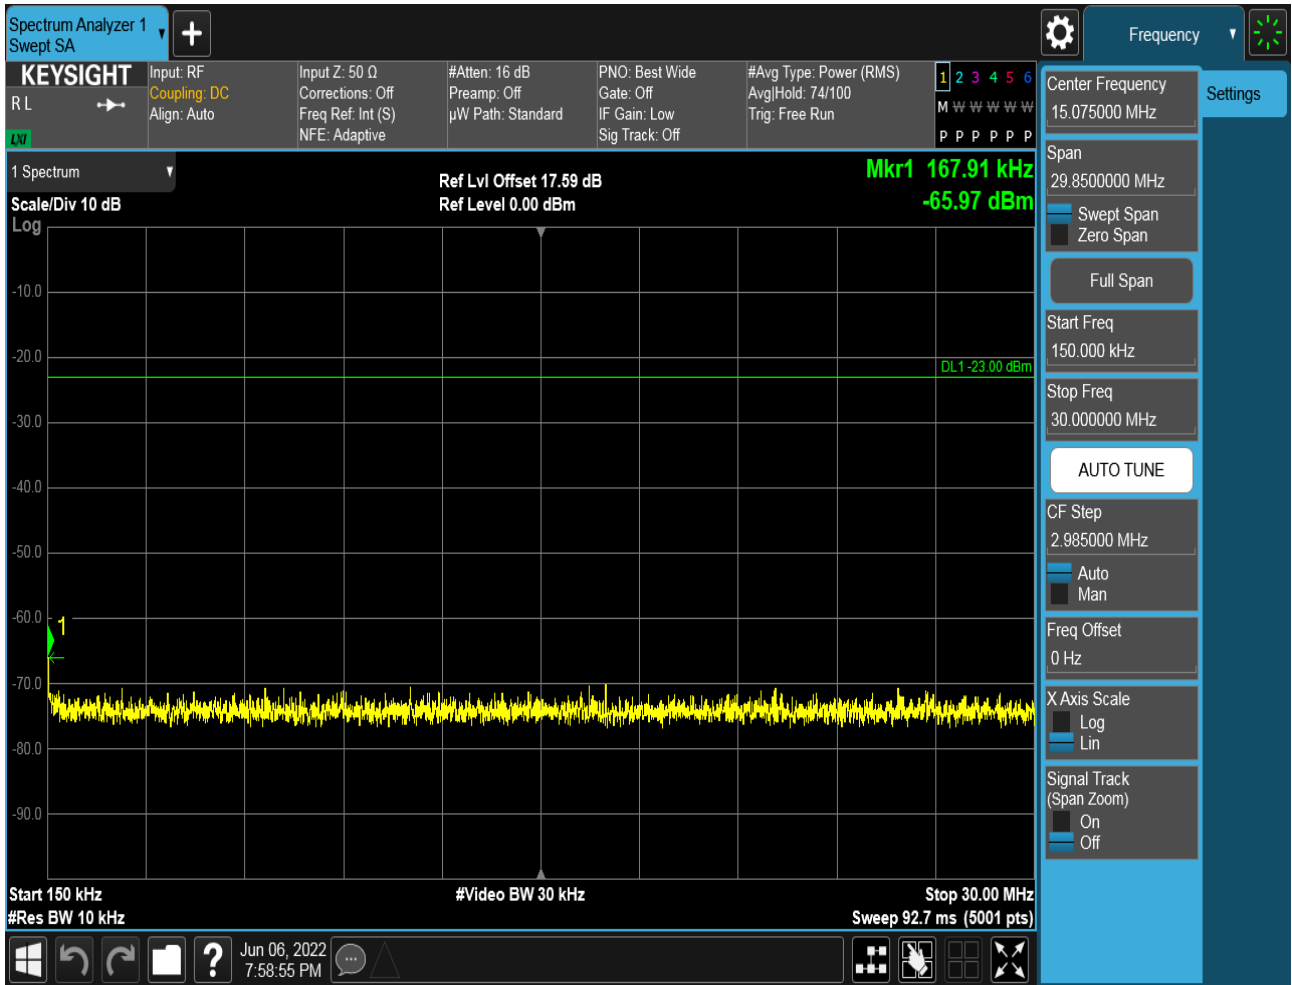 Spectrum Analyzer 1
Swept SA
Frequency
KEYSIGHT
R L
LXI
Input: RF
Coupling: DC
Align: Auto
Input Z: 50 Ω
Corrections: Off
Freq Ref: Int (S)
NFE: Adaptive
#Atten: 16 dB
Preamp: Off
µW Path: Standard
PNO: Best Wide
Gate: Off
IF Gain: Low
Sig Track: Off
#Avg Type: Power (RMS)
Avg|Hold: 74/100
Trig: Free Run
1 2 3 4 5 6
M W W W W W
P P P P P P
1 Spectrum
Scale/Div 10 dB
Log
Ref Lvl Offset 17.59 dB
Ref Level 0.00 dBm
Mkr1 167.91 kHz
-65.97 dBm
-10.0
-20.0
DL1 -23.00 dBm
-30.0
-40.0
-50.0
-60.0
1
-70.0
-80.0
-90.0
Start 150 kHz
#Video BW 30 kHz
Stop 30.00 MHz
#Res BW 10 kHz
Sweep 92.7 ms (5001 pts)
?
Jun 06, 2022
7:58:55 PM
Center Frequency
15.075000 MHz
Settings
Span
29.8500000 MHz
Swept Span
Zero Span
Full Span
Start Freq
150.000 kHz
Stop Freq
30.000000 MHz
AUTO TUNE
CF Step
2.985000 MHz
Auto
Man
Freq Offset
0 Hz
X Axis Scale
Log
Lin
Signal Track
(Span Zoom)
On
Off